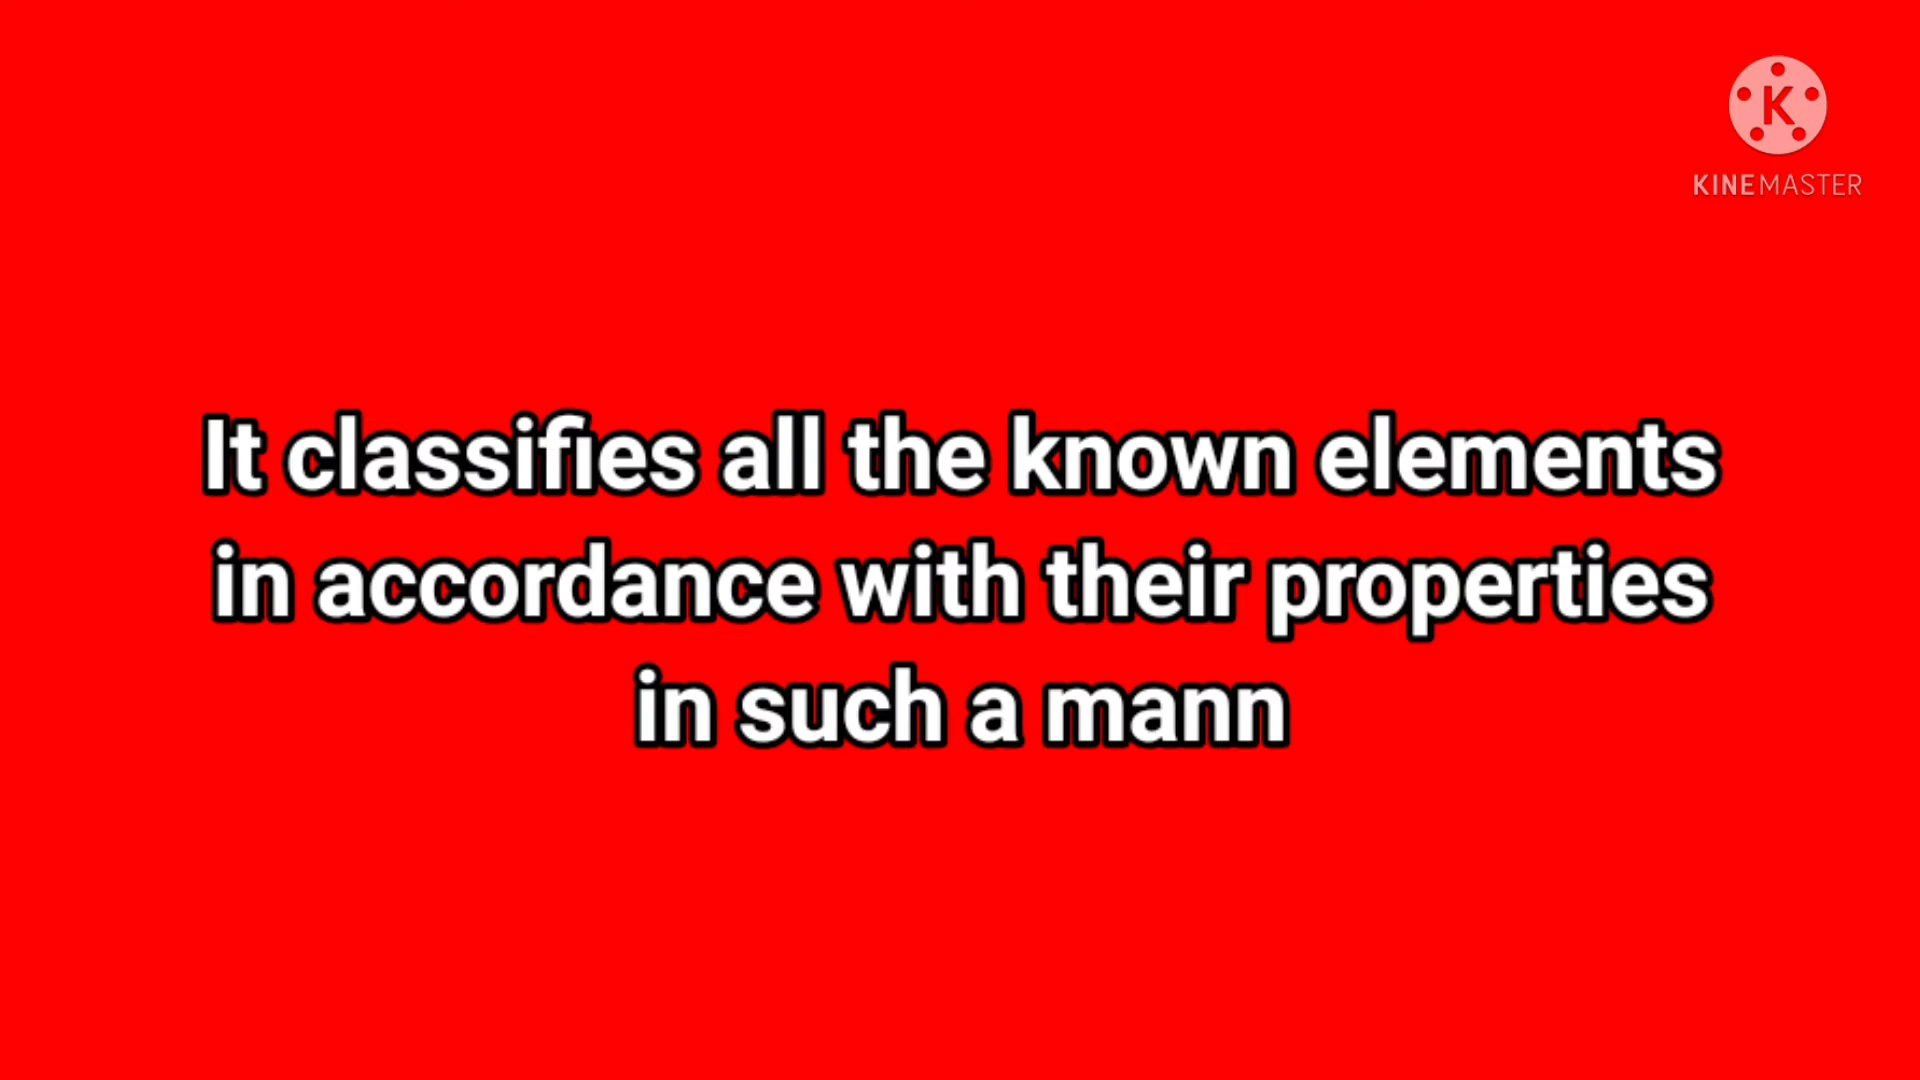 K
KINEMASTER
It classifies all the known elements
in accordance with their properties
in such a mann